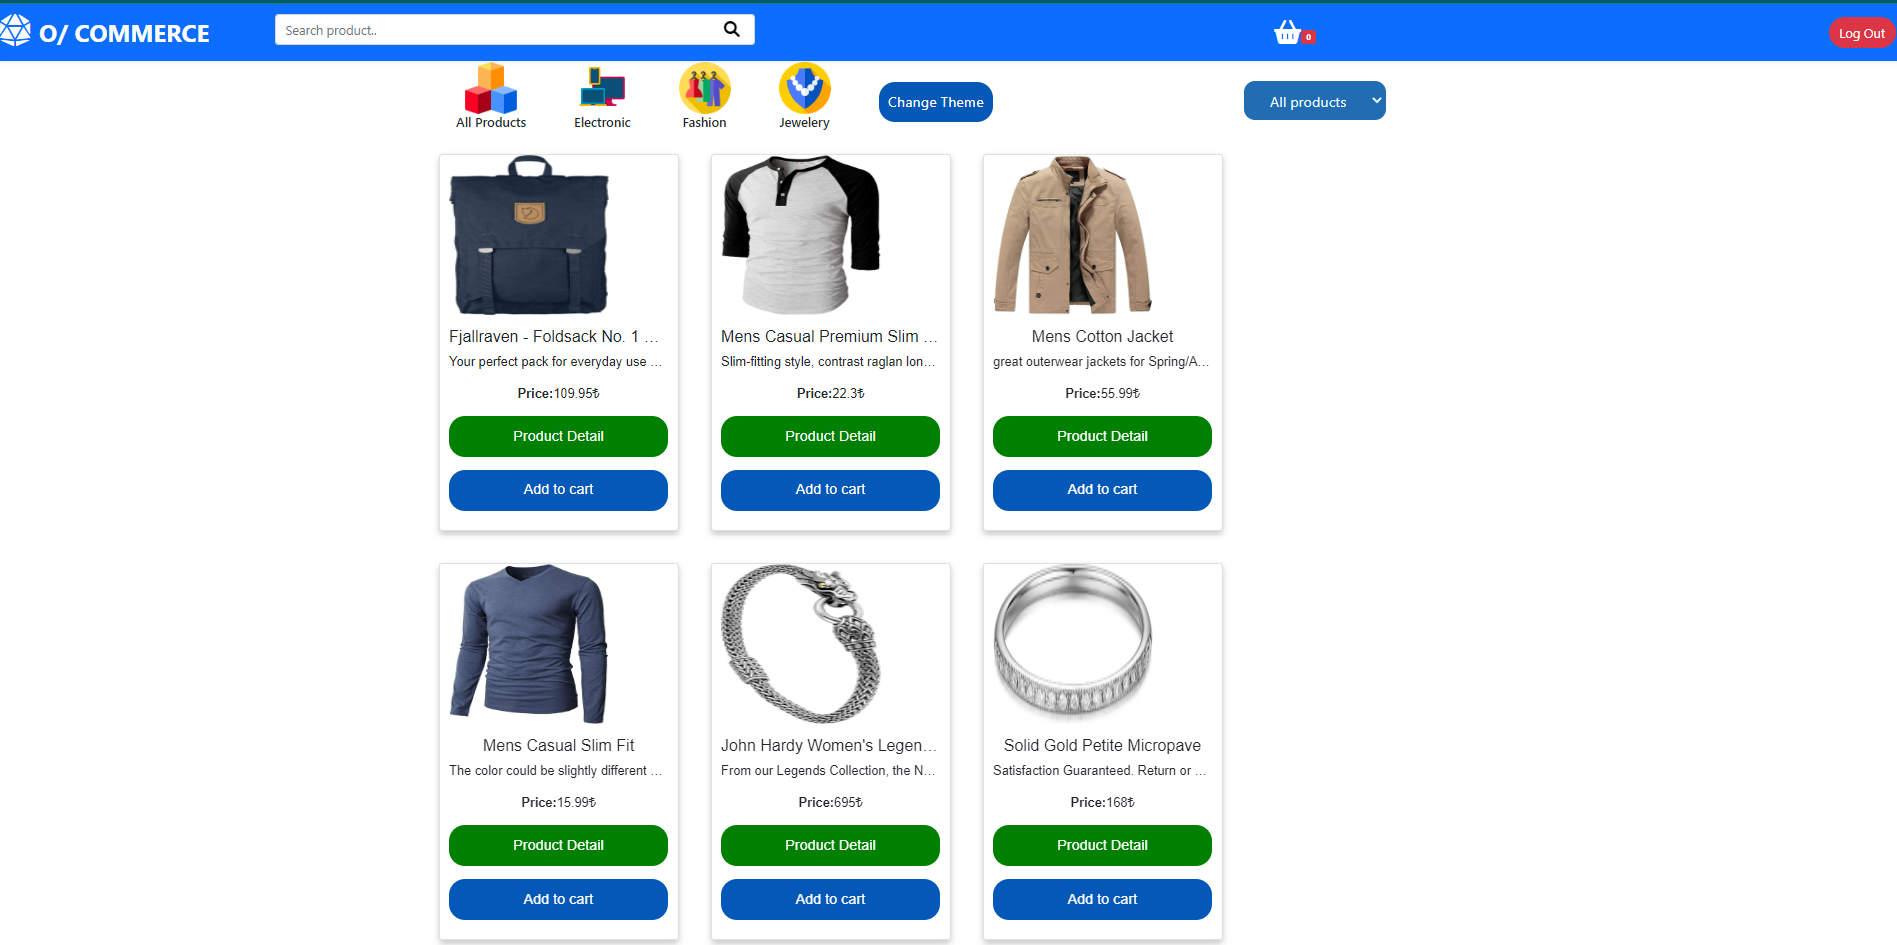 O/ COMMERCE
Search product..
0
Log Out
All Products
Electronic
Fashion
Jewelery
Change Theme
All products
Fjallraven - Foldsack No. 1 ...
Mens Casual Premium Slim ...
Mens Cotton Jacket
Your perfect pack for everyday use ...
Slim-fitting style, contrast raglan lon...
great outerwear jackets for Spring/A...
Price:109.95₺
Price:22.3₺
Price:55.99₺
Product Detail
Product Detail
Product Detail
Add to cart
Add to cart
Add to cart
Mens Casual Slim Fit
John Hardy Women's Legen...
Solid Gold Petite Micropave
The color could be slightly different ...
From our Legends Collection, the N...
Satisfaction Guaranteed. Return or ...
Price:15.99₺
Price:695₺
Price:168₺
Product Detail
Product Detail
Product Detail
Add to cart
Add to cart
Add to cart